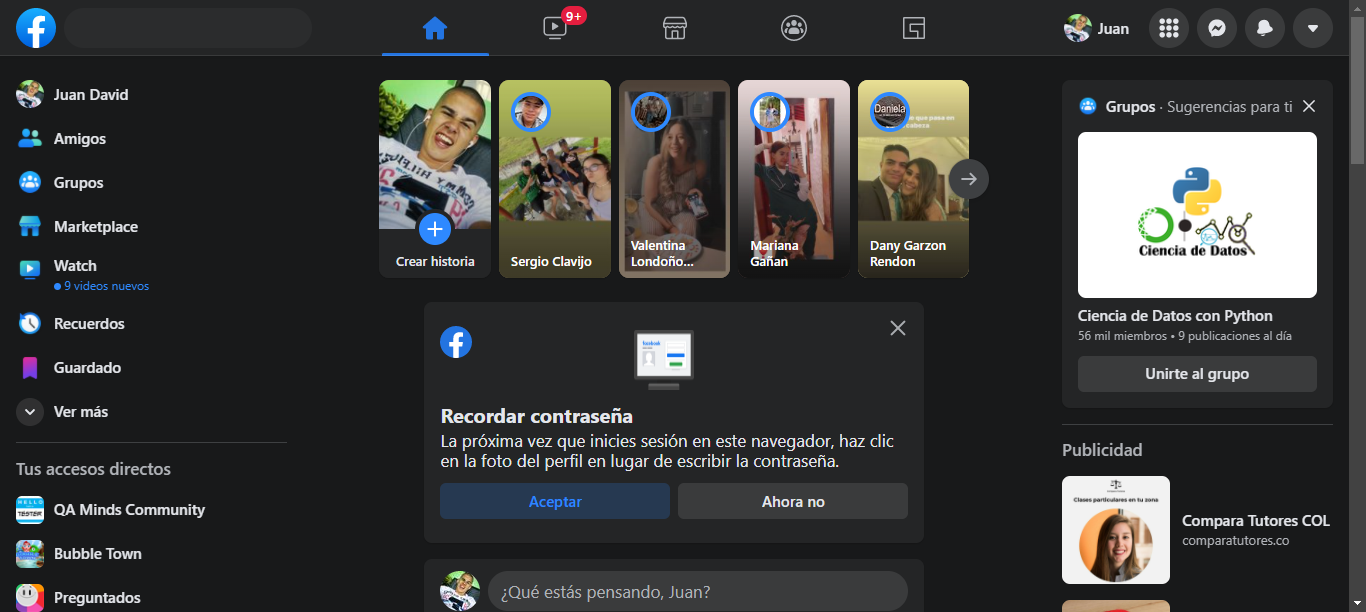 9+
Juan
Juan David
Amigos
Grupos
Marketplace
Watch
9 videos nuevos
Recuerdos
Guardado
Ver más
Tus accesos directos
QA Minds Community
Bubble Town
Preguntados
Crear historia
Sergio Clavijo
Valentina
Londoño...
Mariana
Gañan
Daniela
Dany Garzon
Rendon
facebook
Recordar contraseña
La próxima vez que inicies sesión en este navegador, haz clic
en la foto del perfil en lugar de escribir la contraseña.
Aceptar
Ahora no
¿Qué estás pensando, Juan?
Grupos · Sugerencias para ti
Ciencia de Datos
Ciencia de Datos con Python
56 mil miembros • 9 publicaciones al día
Unirte al grupo
Publicidad
Clases particulares en tu zona
Compara Tutores COL
comparatutores.co
HELLO
TESTER